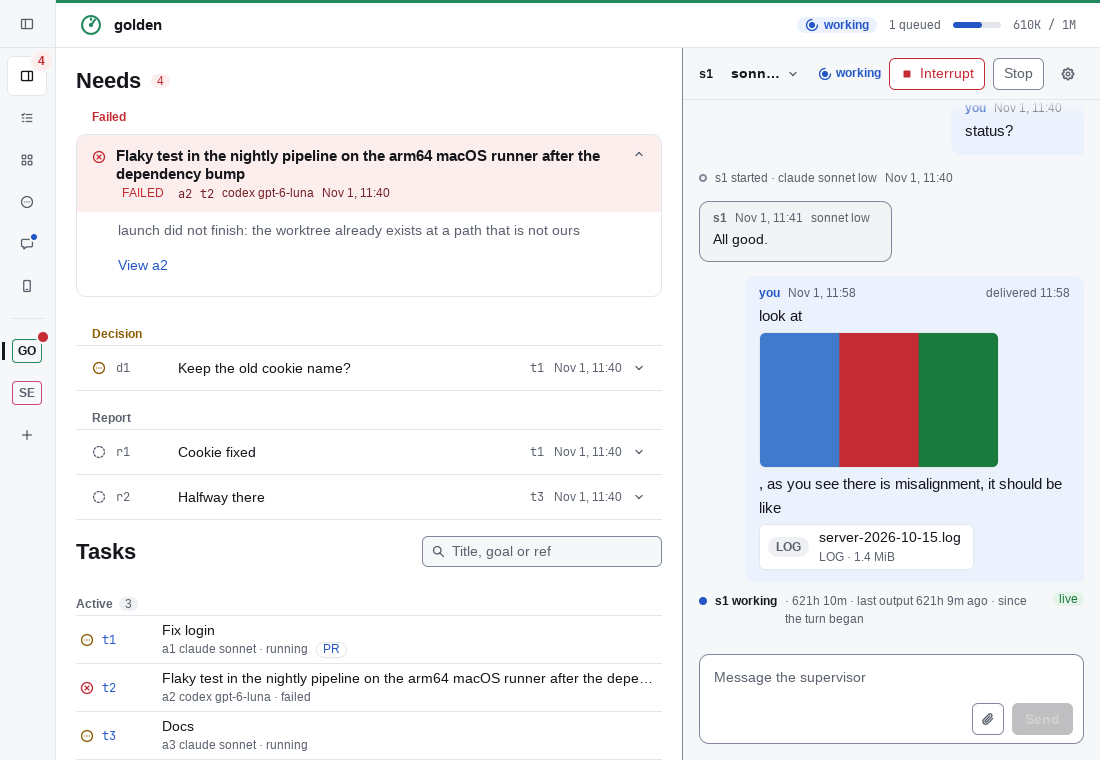 golden
working
1 queued
610K / 1M
4
GO
SE
Needs 4
Failed
Flaky test in the nightly pipeline on the arm64 macOS runner after the
dependency bump
FAILED a2 t2 codex gpt-6-luna Nov 1, 11:40
launch did not finish: the worktree already exists at a path that is not ours
View a2
Decision
d1 Keep the old cookie name? t1 Nov 1, 11:40
Report
r1 Cookie fixed t1 Nov 1, 11:40
r2 Halfway there t3 Nov 1, 11:40
Tasks
Title, goal or ref
Active 3
t1 Fix login
a1 claude sonnet · running PR
t2 Flaky test in the nightly pipeline on the arm64 macOS runner after the depe…
a2 codex gpt-6-luna · failed
t3 Docs
a3 claude sonnet · running
s1 sonn… working Interrupt Stop
you Nov 1, 11:40
status?
s1 started · claude sonnet low Nov 1, 11:40
s1 Nov 1, 11:41 sonnet low
All good.
you Nov 1, 11:58 delivered 11:58
look at
, as you see there is misalignment, it should be
like
LOG
server-2026-10-15.log
LOG · 1.4 MiB
s1 working · 621h 10m · last output 621h 9m ago · since
the turn began
live
Message the supervisor
Send